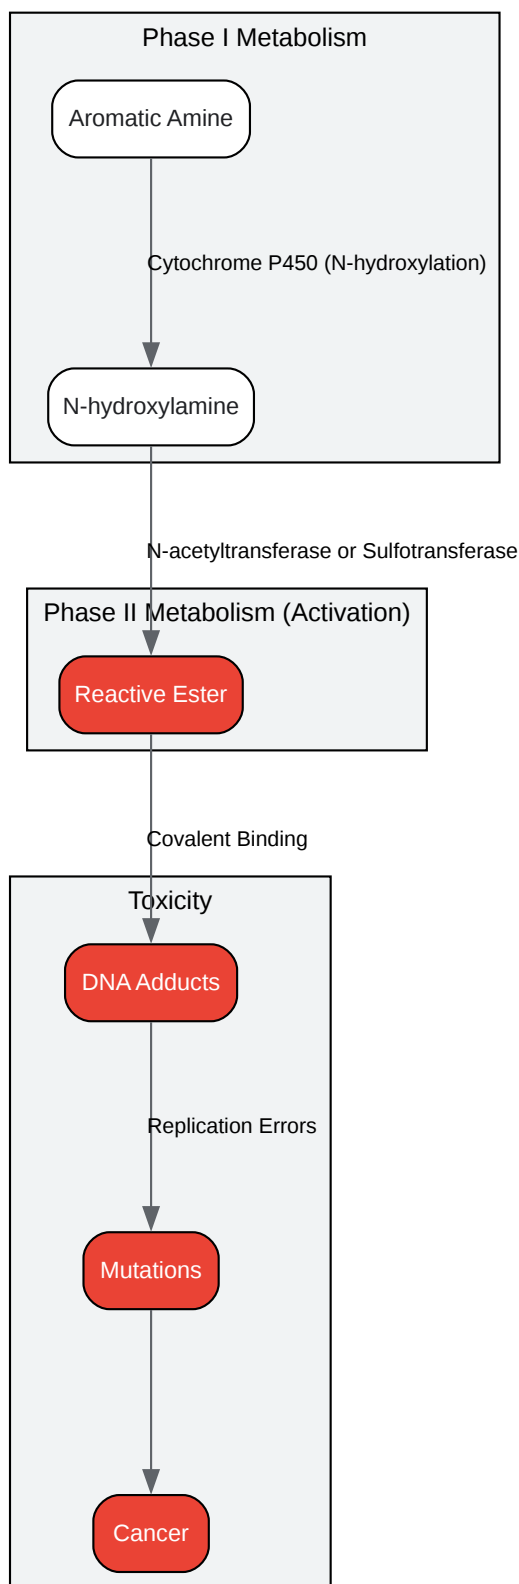 Phase I Metabolism
Aromatic Amine
Cytochrome P450 (N-hydroxylation)
N-hydroxylamine
N-acetyltransferase or Sulfotransferase
Phase II Metabolism (Activation)
Reactive Ester
Covalent Binding
Toxicity
DNA Adducts
Replication Errors
Mutations
Cancer